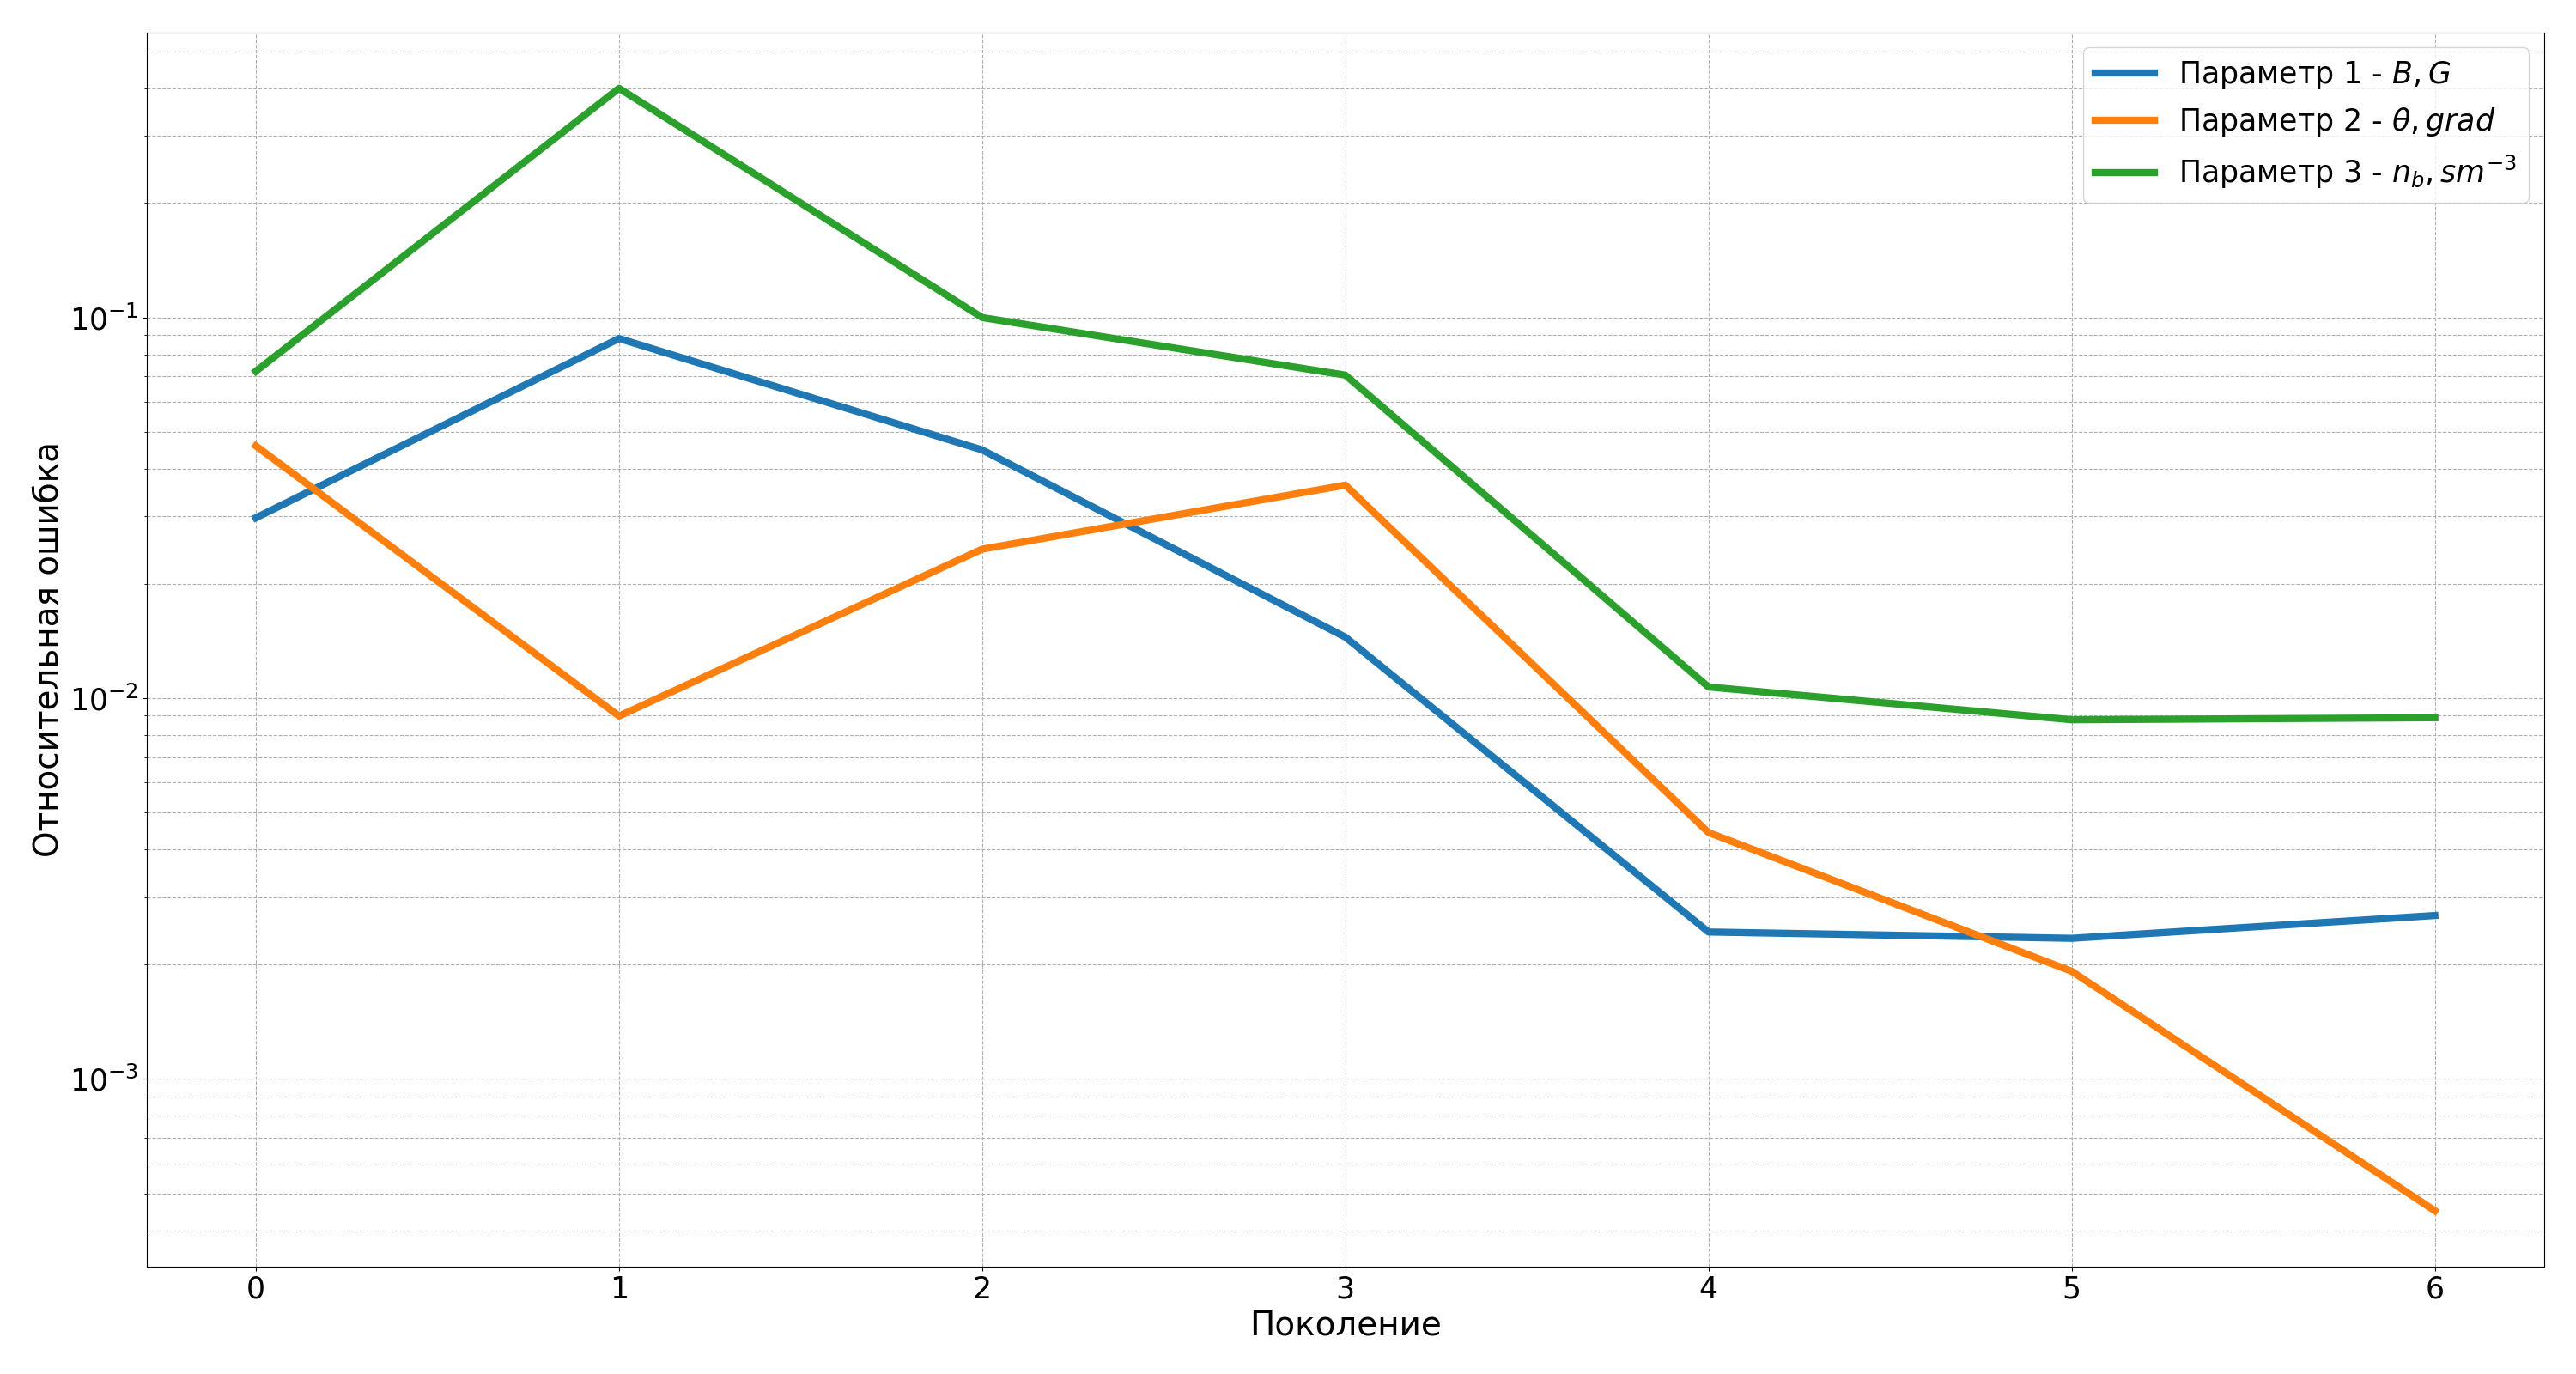 Параметр 1 - B, G
Параметр 2 - θ, grad
Параметр 3 - n_b, sm^{-3}
10^{-1}
10^{-2}
10^{-3}
Относительная ошибка
0 1 2 3 4 5 6
Поколение